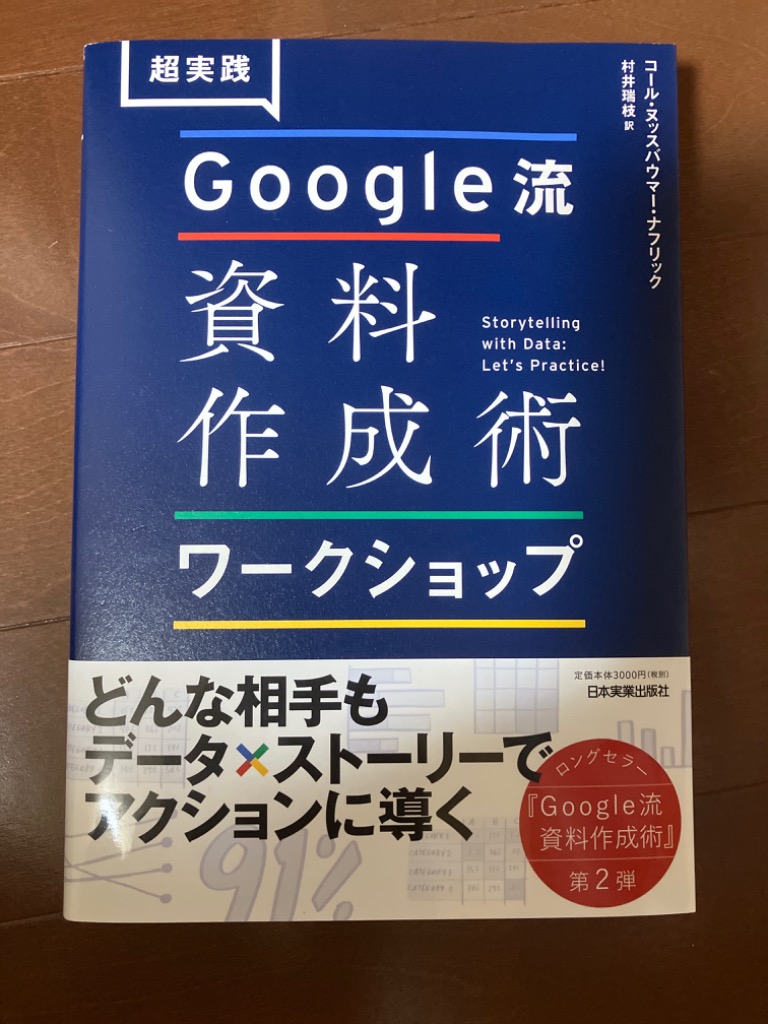 超実践
コール・ヌッスバウマー・ナフリック
村井瑞枝 訳
Google流
資料
作成術
Storytelling
with Data:
Let's Practice!
ワークショップ
定価本体3000円(税別)
日本実業出版社
どんな相手も
データ×ストーリーで
アクションに導く
ロングセラー
『Google流
資料作成術』
第2弾
91%
A B C